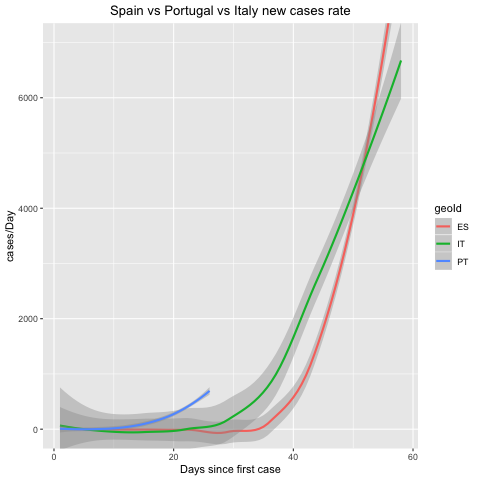 Spain vs Portugal vs Italy new cases rate
6000
4000
2000
0
cases/Day
0
20
40
60
Days since first case
geoId
ES
IT
PT